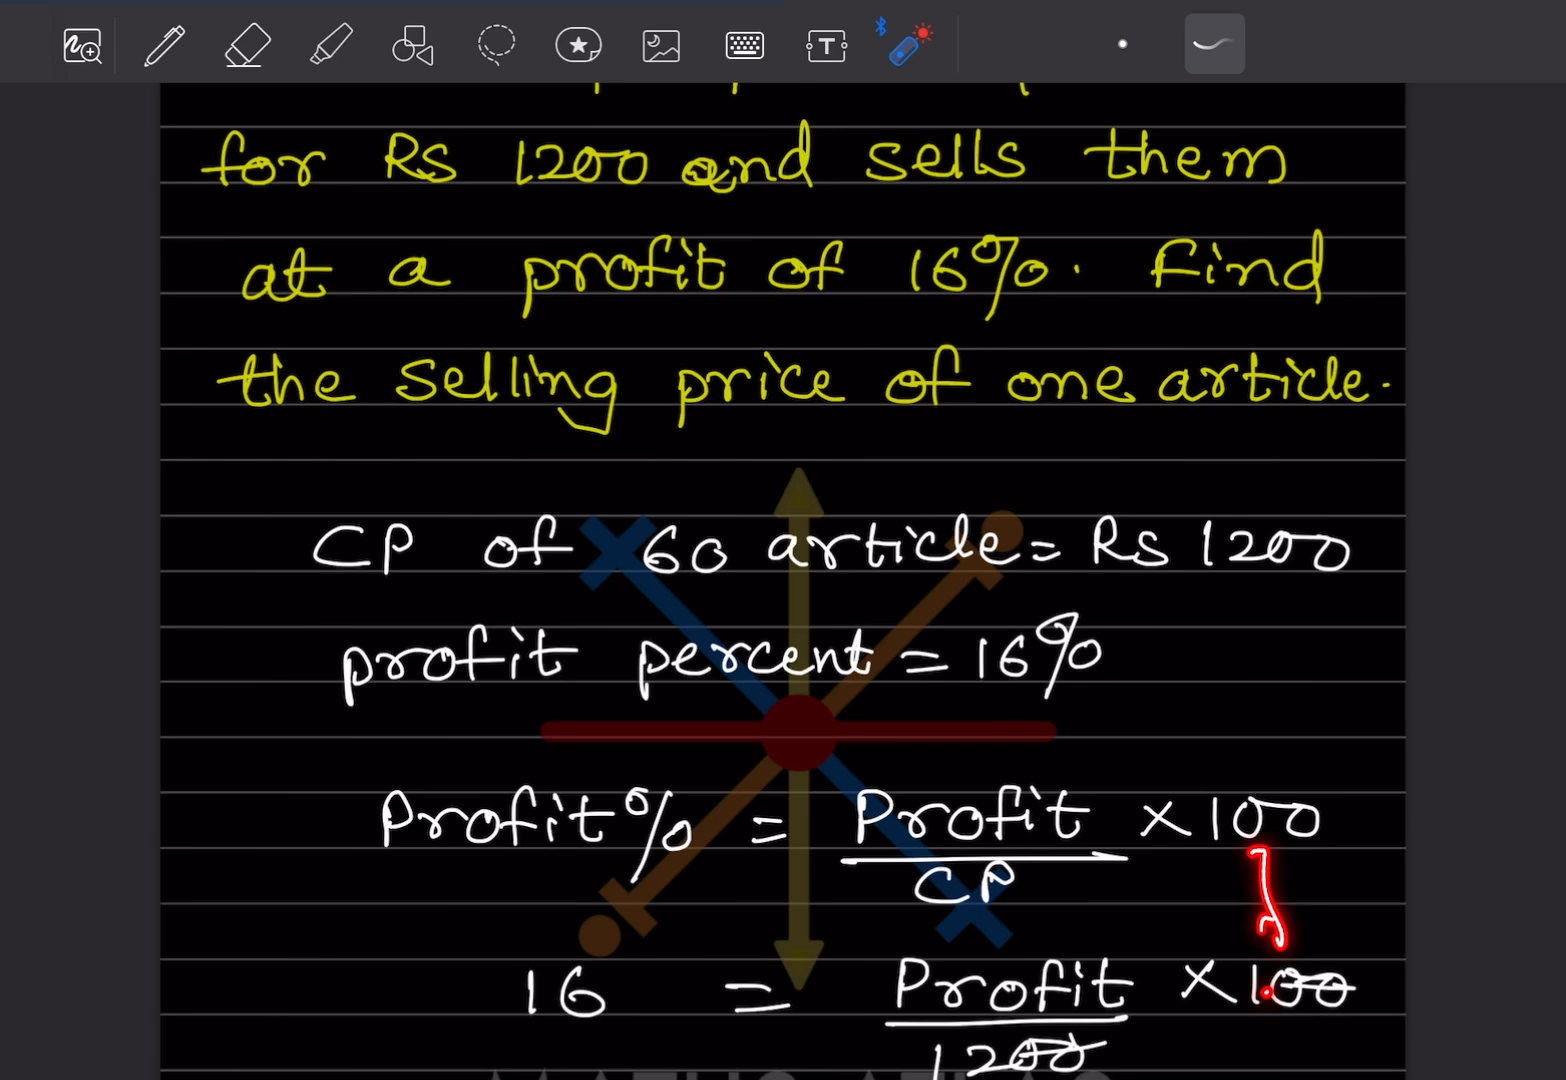 for Rs 1200 and sells them
at a profit of 16%. Find
the selling price of one article.
CP of 60 article = Rs 1200
profit percent = 16%
Profit% = Profit × 100
CP
16 = Profit × 100
1200